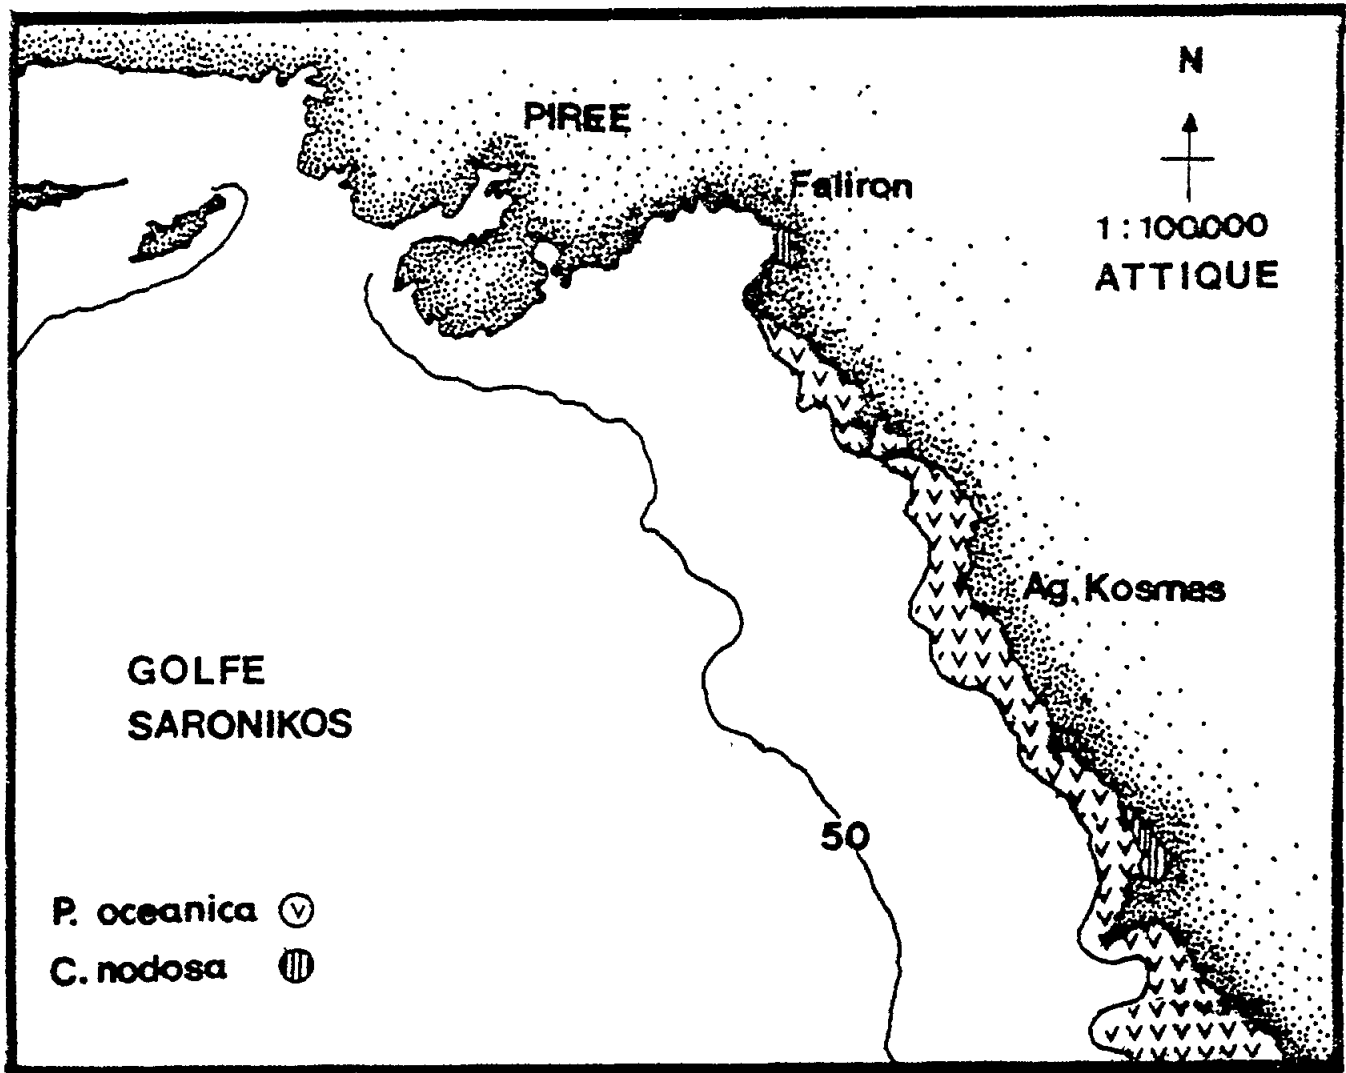 N
PIREE
Faliron
1:100.000
ATTIQUE
Ag. Kosmas
GOLFE
SARONIKOS
50
P. oceanica
C. nodosa